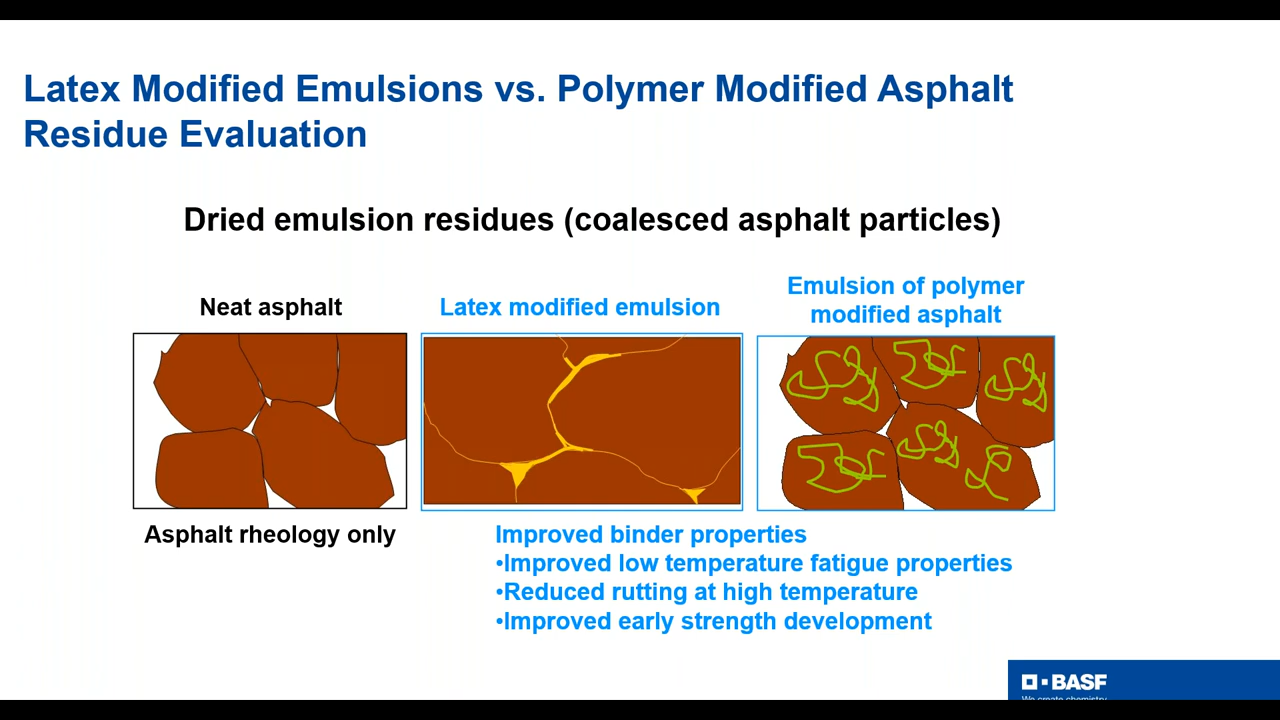 Latex Modified Emulsions vs. Polymer Modified Asphalt
Residue Evaluation
Dried emulsion residues (coalesced asphalt particles)
Neat asphalt
Latex modified emulsion
Emulsion of polymer
modified asphalt
Asphalt rheology only
Improved binder properties
•Improved low temperature fatigue properties
•Reduced rutting at high temperature
•Improved early strength development
BASF
We create chemistry